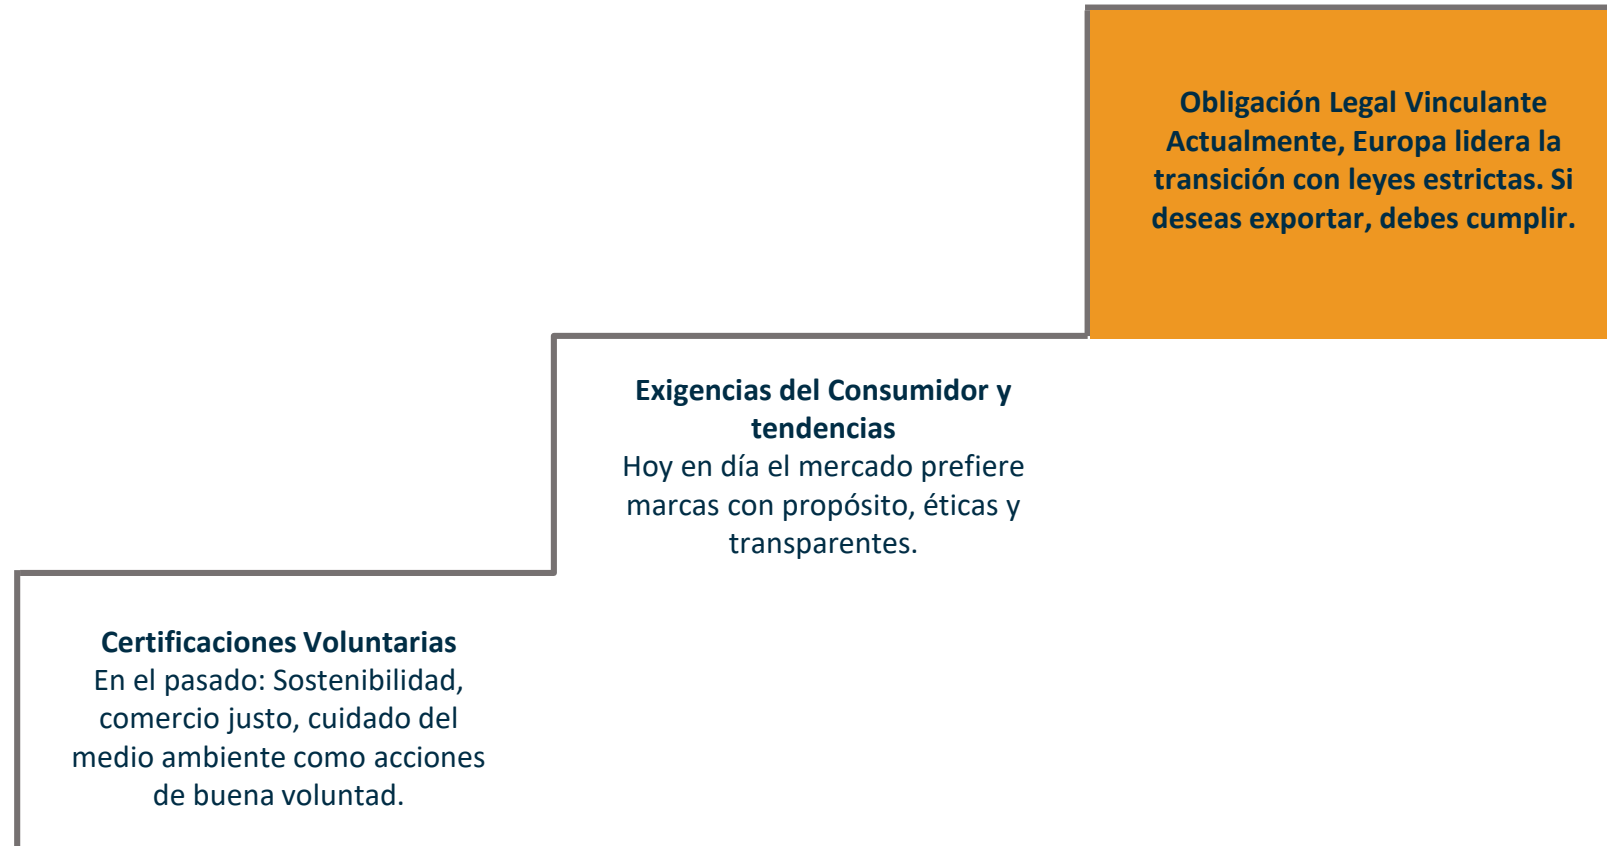 Obligación Legal Vinculante
Actualmente, Europa lidera la
transición con leyes estrictas. Si
deseas exportar, debes cumplir.
Exigencias del Consumidor y
tendencias
Hoy en día el mercado prefiere
marcas con propósito, éticas y
transparentes.
Certificaciones Voluntarias
En el pasado: Sostenibilidad,
comercio justo, cuidado del
medio ambiente como acciones
de buena voluntad.